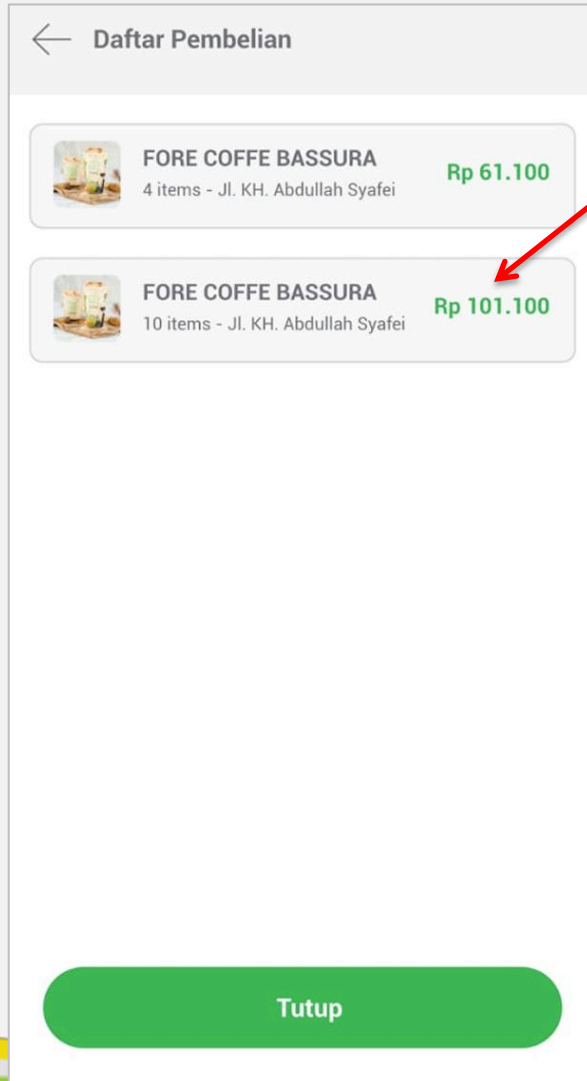 Daftar Pembelian
FORE COFFE BASSURA
4 items - Jl. KH. Abdullah Syafei
Rp 61.100
FORE COFFE BASSURA
10 items - Jl. KH. Abdullah Syafei
Rp 101.100
Tutup